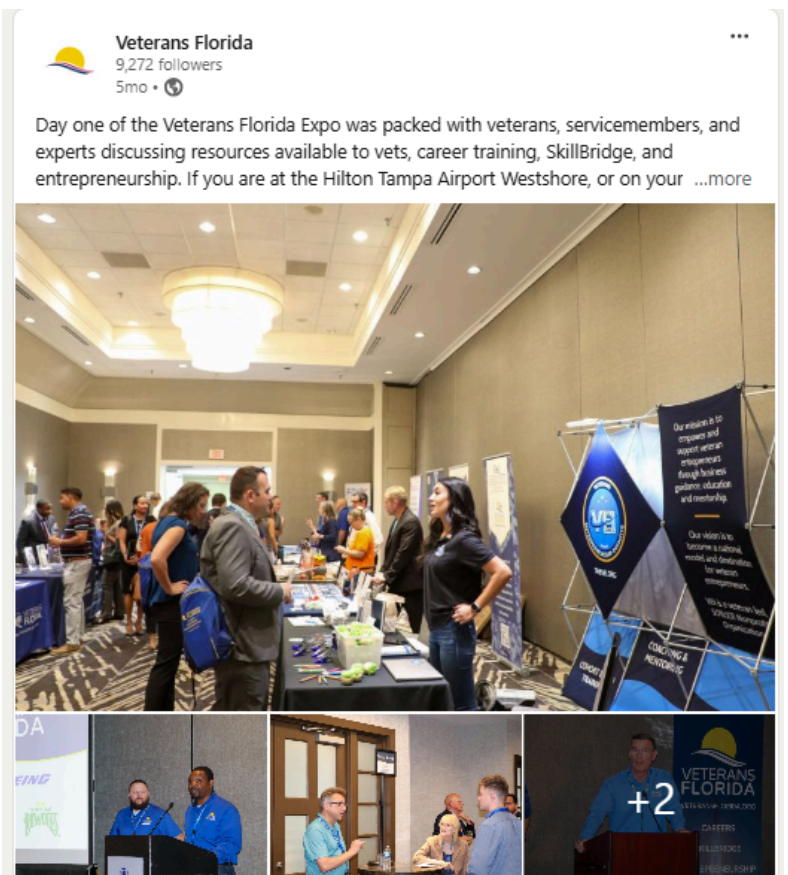 Veterans Florida
9,272 followers
5mo •
...
Day one of the Veterans Florida Expo was packed with veterans, servicemembers, and
experts discussing resources available to vets, career training, SkillBridge, and
entrepreneurship. If you are at the Hilton Tampa Airport Westshore, or on your ...more
Our mission is to
empower and
support veteran
entrepreneurs
through business
guidance, education
and mentorship.
Our vision is to
become a national
model and destination
for veteran
entrepreneurs.
COACHING &
MENTORING
DA
EING
+2
VETERANS
FLORIDA
CAREERS
SKILLBRIDGE